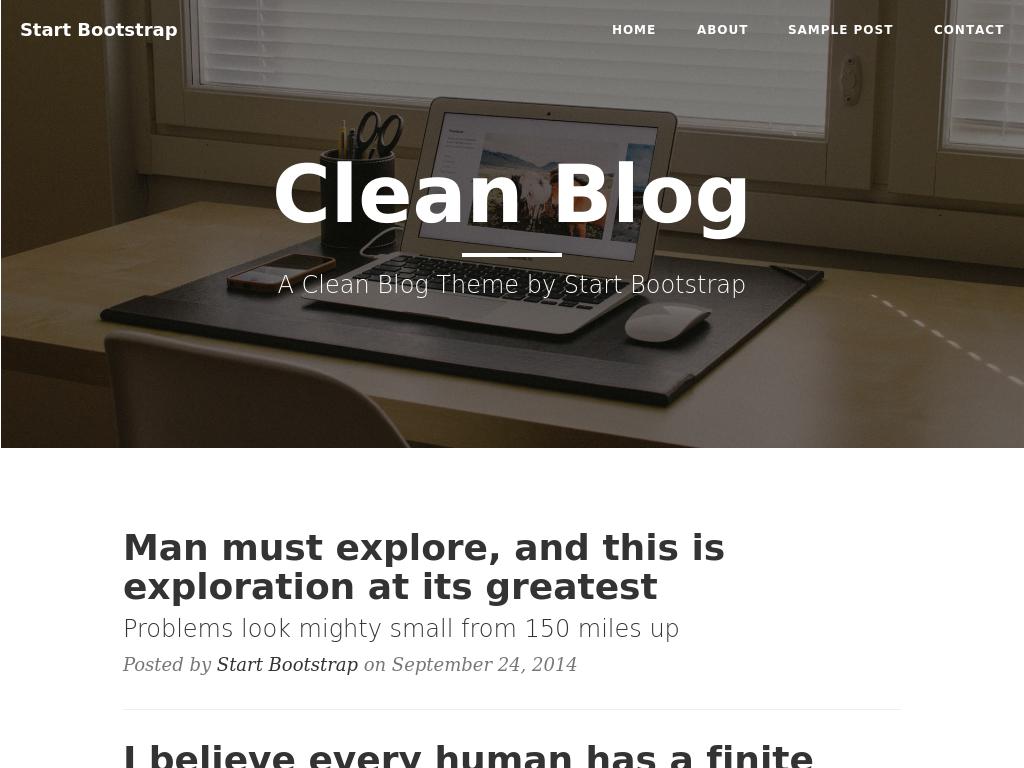 Start Bootstrap
HOME ABOUT SAMPLE POST CONTACT
Clean Blog
A Clean Blog Theme by Start Bootstrap
Man must explore, and this is
exploration at its greatest
Problems look mighty small from 150 miles up
Posted by Start Bootstrap on September 24, 2014
I believe every human has a finite